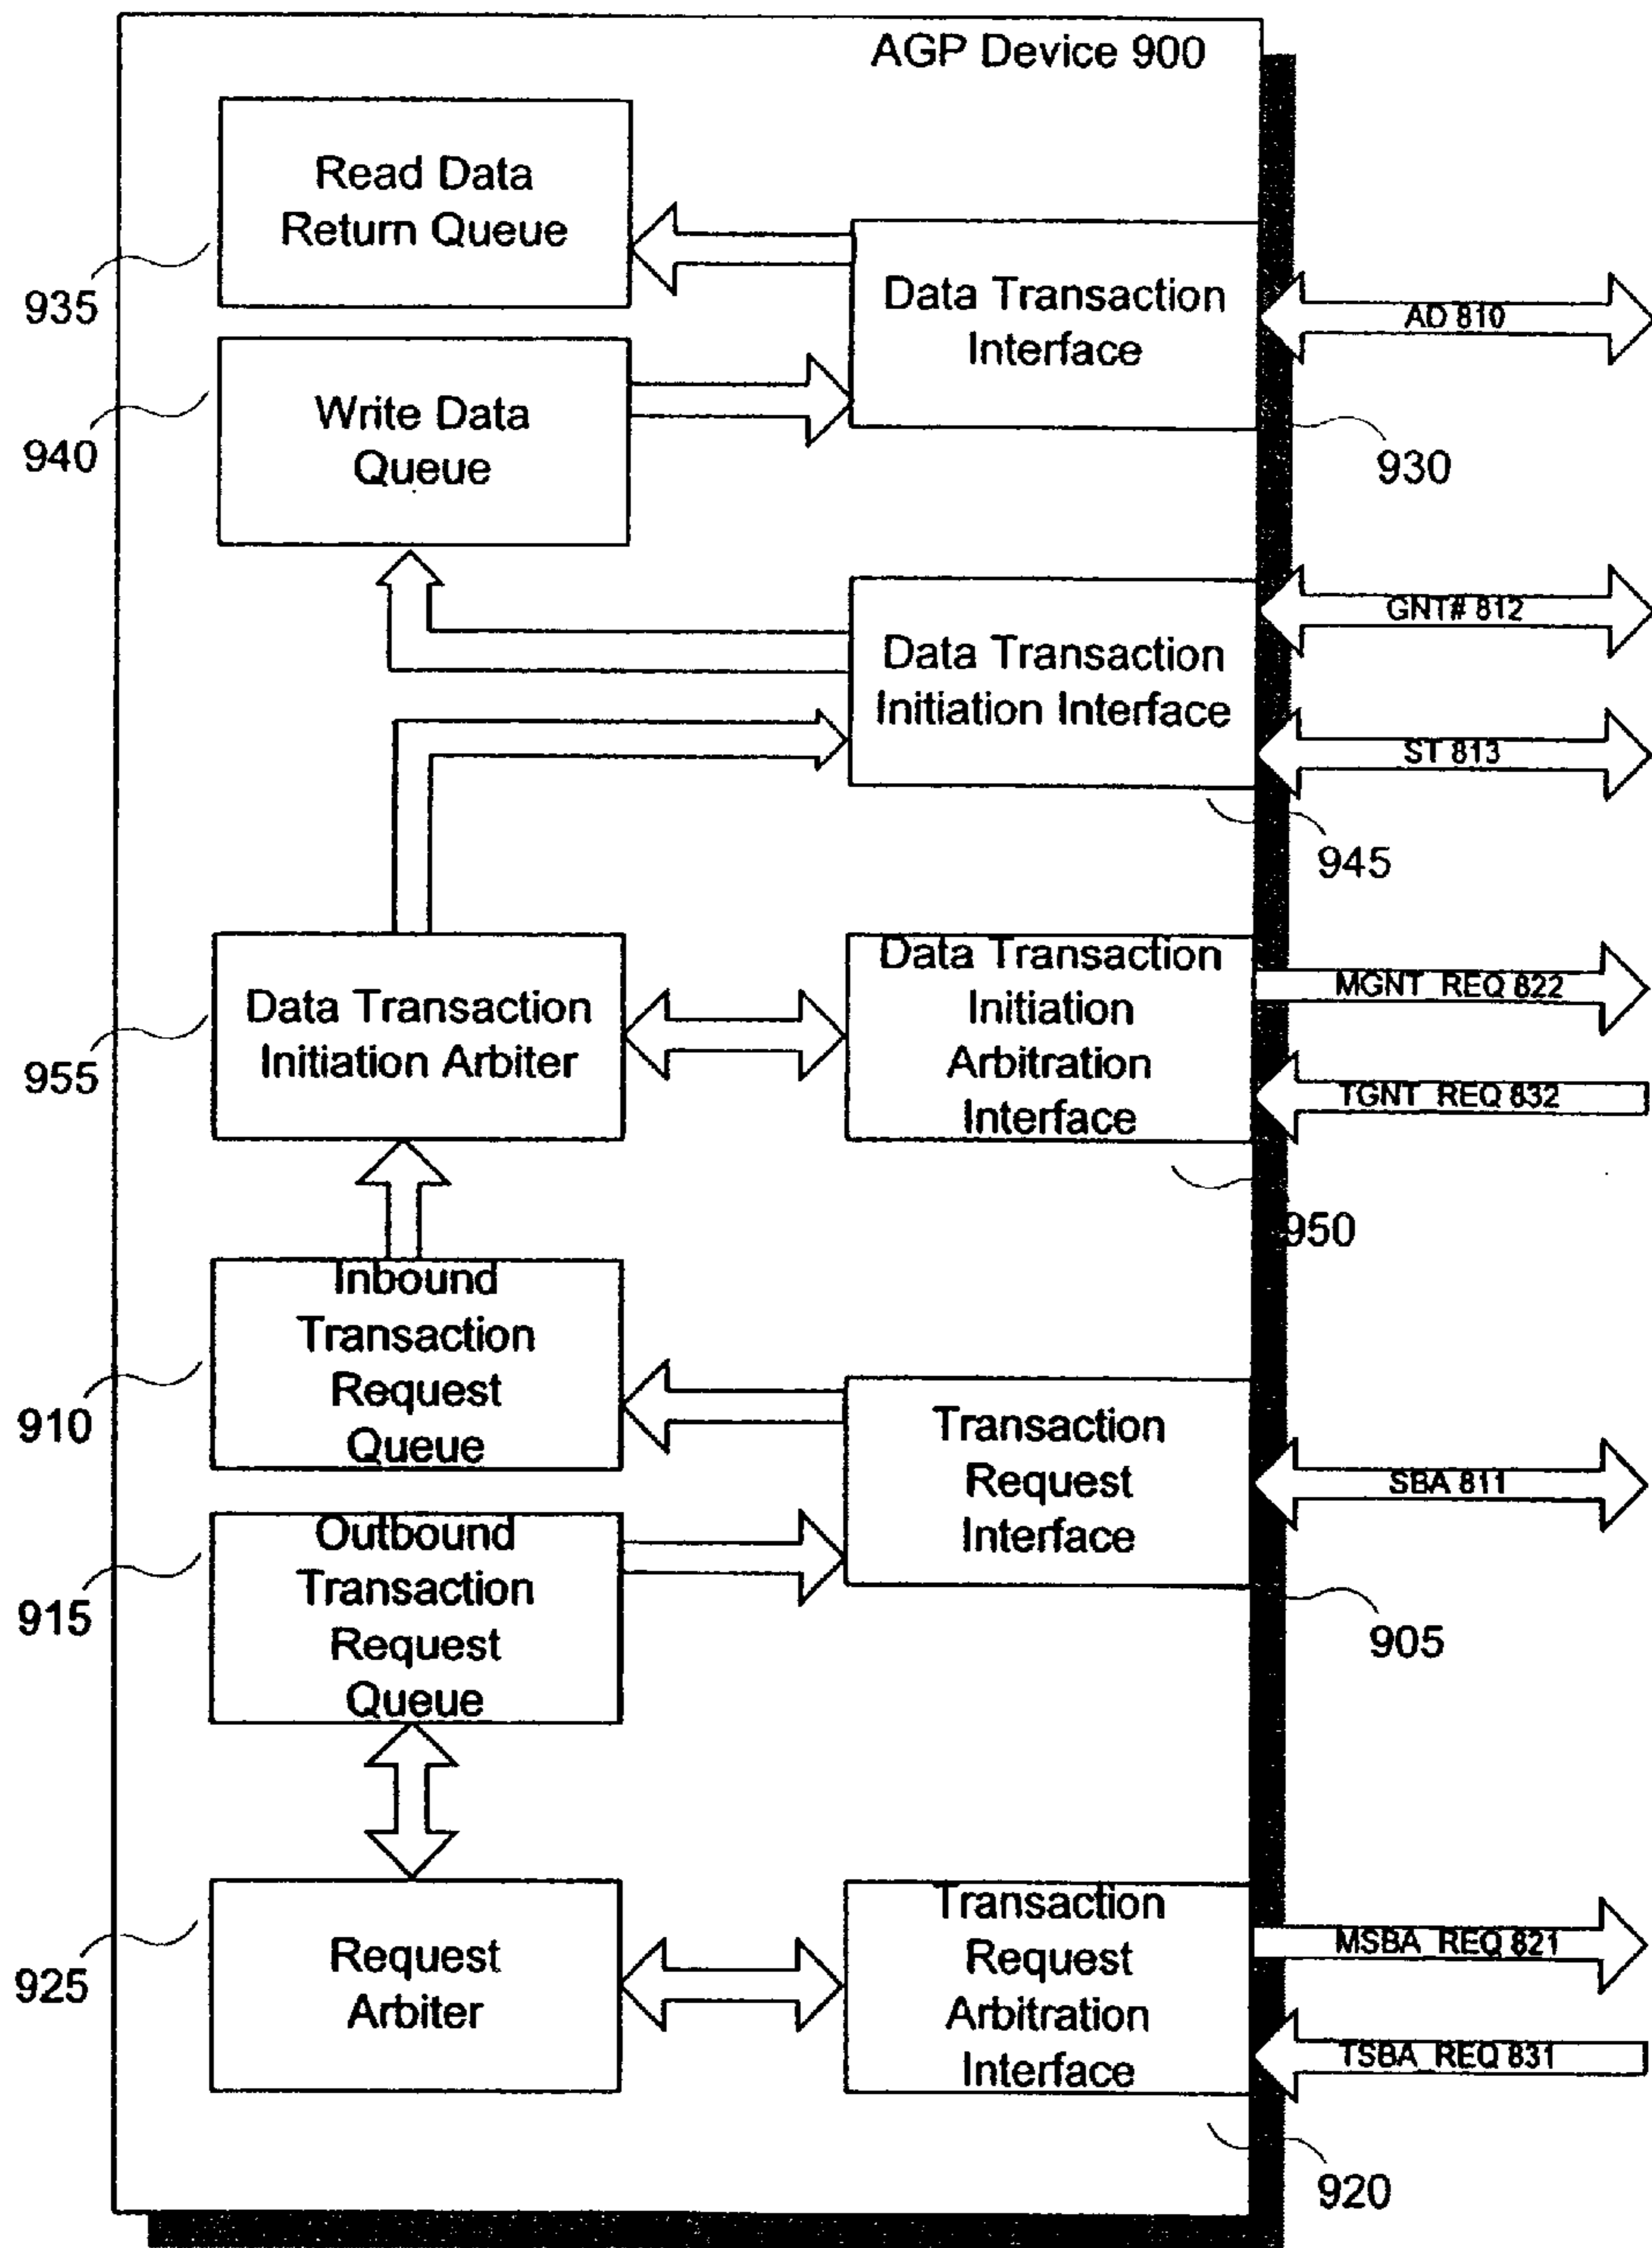 AGP Device 900
Read Data
Return Queue
935
Data Transaction
Interface
AD 810
930
Write Data
Queue
940
GNT# 812
Data Transaction
Initiation Interface
ST 813
945
Data Transaction
Initiation Arbiter
955
Data Transaction
Initiation
Arbitration
Interface
MGNT_REQ 822
TGNT_REQ 832
950
Inbound
Transaction
Request
Queue
910
Transaction
Request
Interface
SBA 811
905
Outbound
Transaction
Request
Queue
915
Request
Arbiter
925
Transaction
Request
Arbitration
Interface
MSBA_REQ 821
TSBA_REQ 831
920